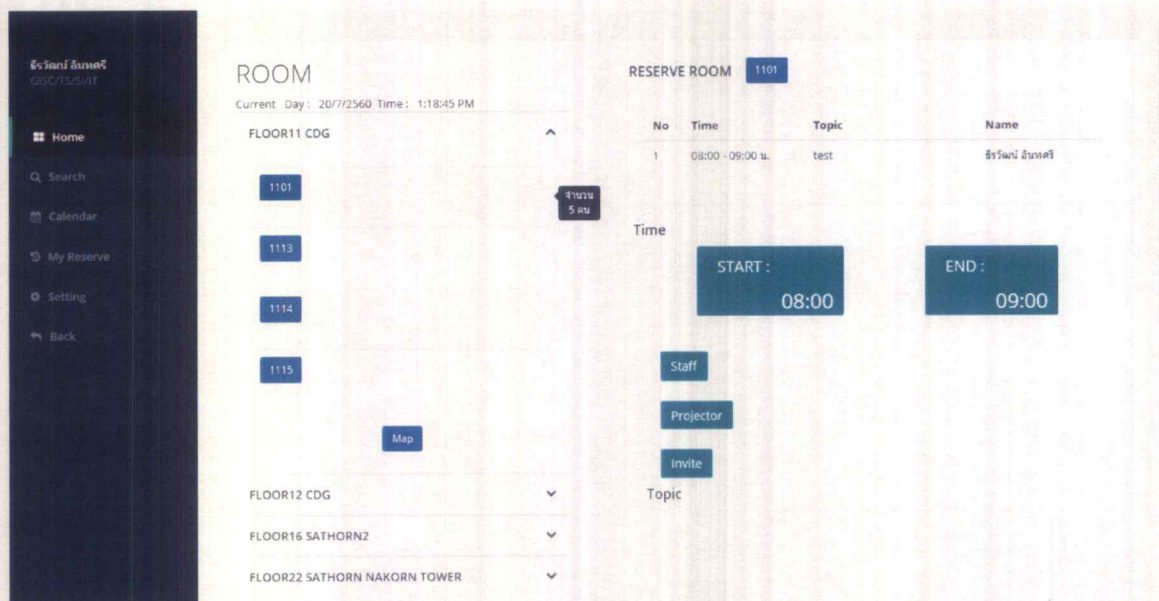 ธีรวัฒน์ อินทศรี
GISC/TS/SI/IT
Home
Search
Calendar
My Reserve
Setting
Back
ROOM
Current Day : 20/7/2560 Time : 1:18:45 PM
FLOOR11 CDG
1101
จำนวน
5 คน
1113
1114
1115
Map
FLOOR12 CDG
FLOOR16 SATHORN2
FLOOR22 SATHORN NAKORN TOWER
RESERVE ROOM 1101
No Time Topic Name
1 08:00 - 09:00 น. test ธีรวัฒน์ อินทศรี
Time
START :
08:00
END :
09:00
Staff
Projector
Invite
Topic